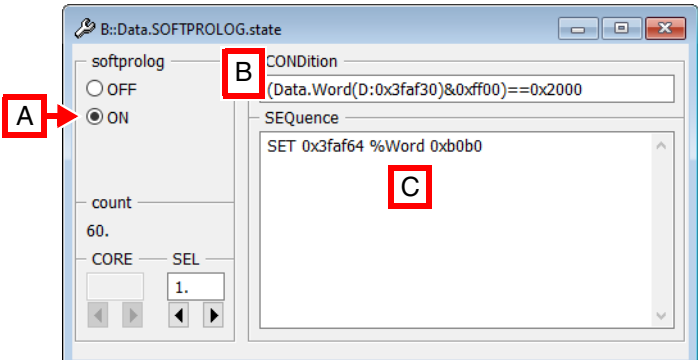 B::Data.SOFTPROLOG.state
softprolog
B
CONDition
OFF
(Data.Word(D:0x3faf30)&0xff00)==0x2000
A
ON
SEQuence
SET 0x3faf64 %Word 0xb0b0
C
count
60.
CORE
SEL
1.